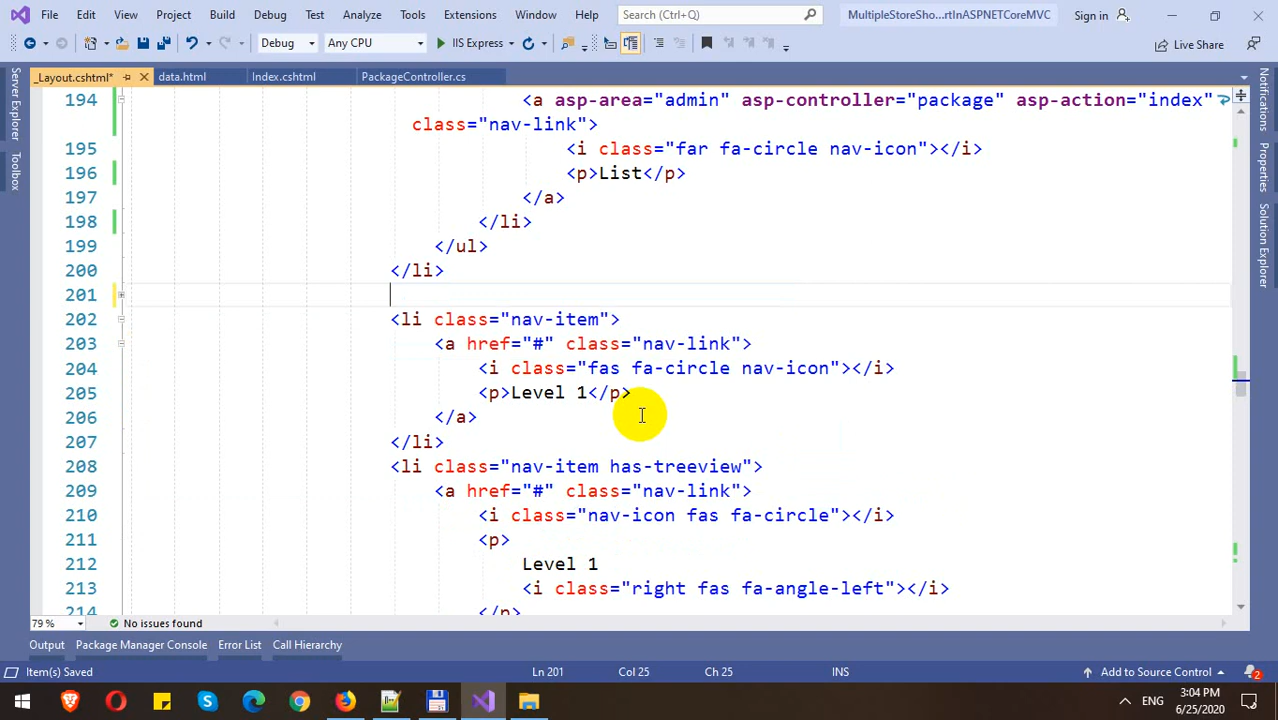 File Edit View Project Build Debug Test Analyze Tools Extensions Window Help Search (Ctrl+Q) MultipleStoreSho...rtInASPNETCoreMVC Sign in
Debug Any CPU IIS Express Live Share
_Layout.cshtml* data.html Index.cshtml PackageController.cs
Server Explorer
Toolbox
Notifications
Properties
Solution Explorer
194 <a asp-area="admin" asp-controller="package" asp-action="index"
class="nav-link">
195 <i class="far fa-circle nav-icon"></i>
196 <p>List</p>
197 </a>
198 </li>
199 </ul>
200 </li>
201
202 <li class="nav-item">
203 <a href="#" class="nav-link">
204 <i class="fas fa-circle nav-icon"></i>
205 <p>Level 1</p>
206 </a>
207 </li>
208 <li class="nav-item has-treeview">
209 <a href="#" class="nav-link">
210 <i class="nav-icon fas fa-circle"></i>
211 <p>
212 Level 1
213 <i class="right fas fa-angle-left"></i>
214 </p>
79 % No issues found
Output Package Manager Console Error List Call Hierarchy
Item(s) Saved Ln 201 Col 25 Ch 25 INS Add to Source Control 2
ENG 3:04 PM
6/25/2020